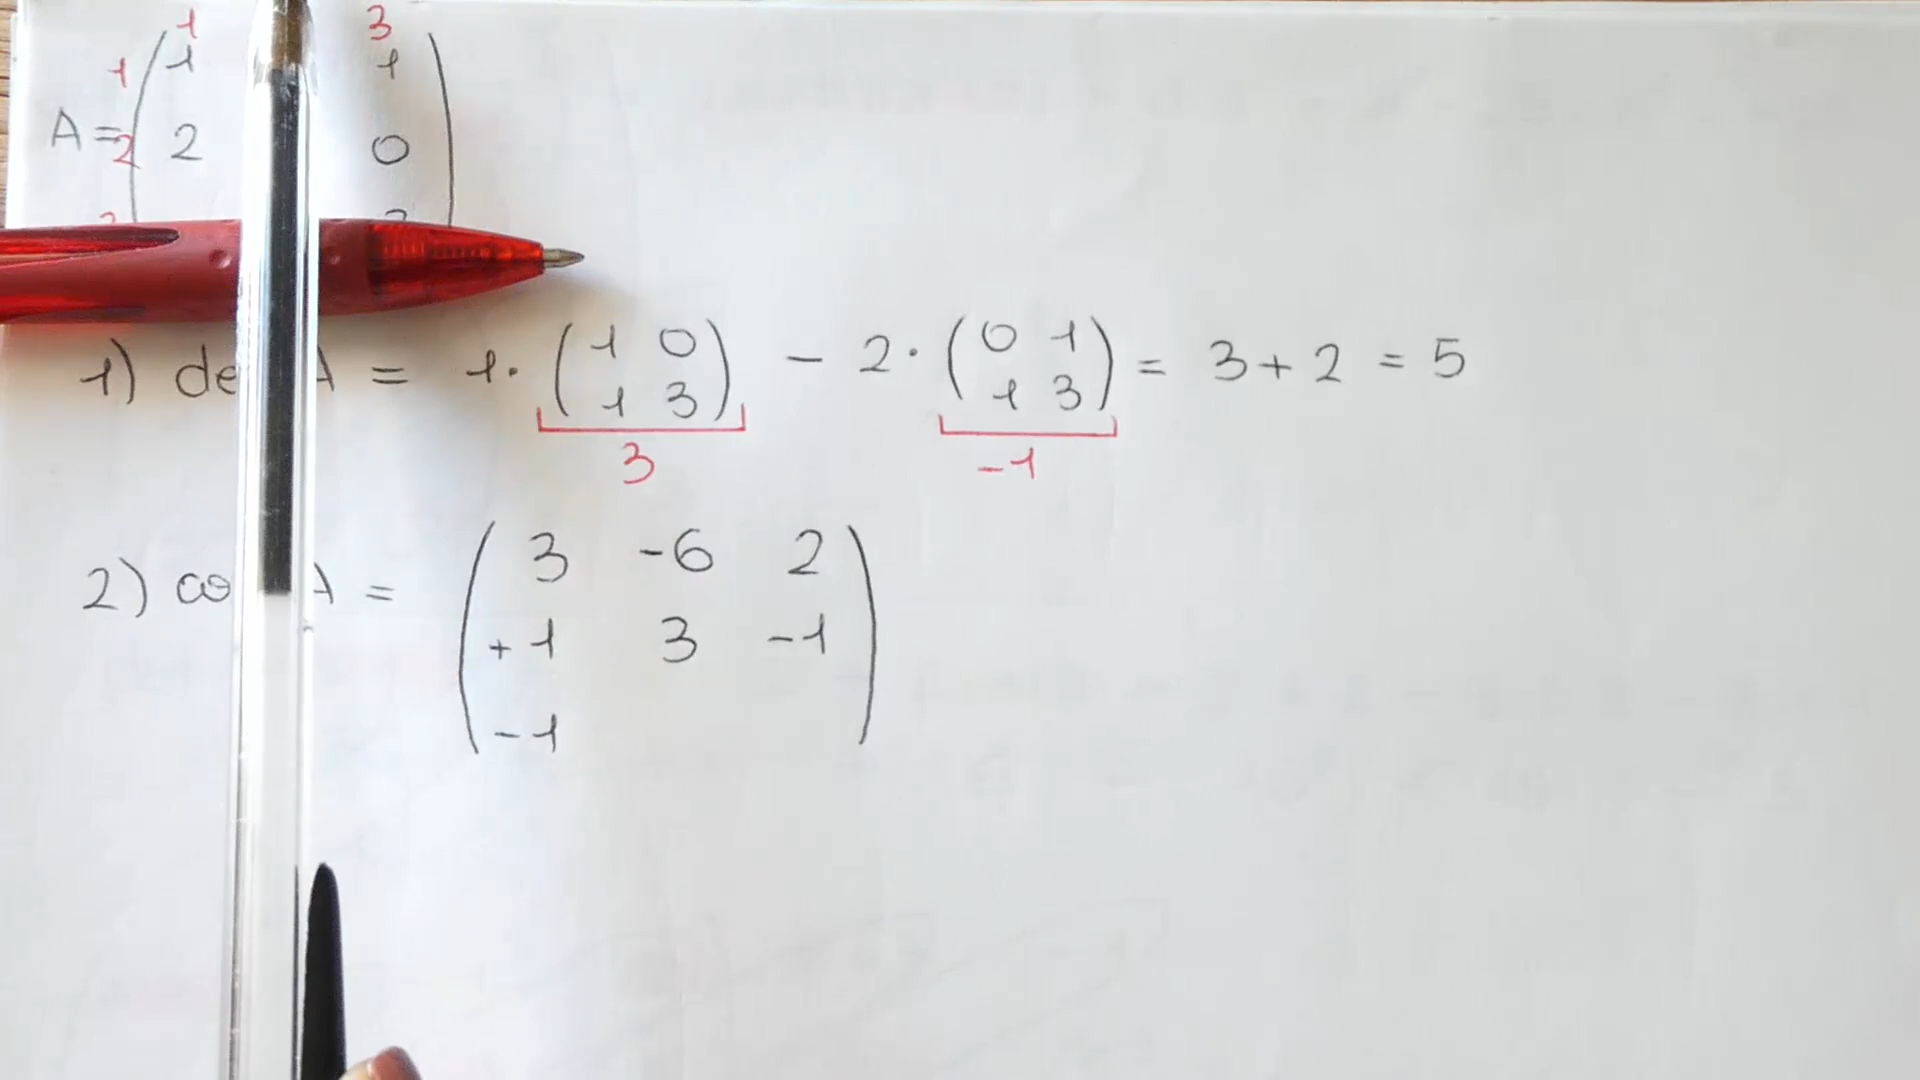 1 3
1 1 1
A = 2 2 0
1) de A = 1· (1 0 1 3) - 2· (0 1 1 3) = 3 + 2 = 5
3 -1
3 -6 2
2) co A =
+1 3 -1
-1